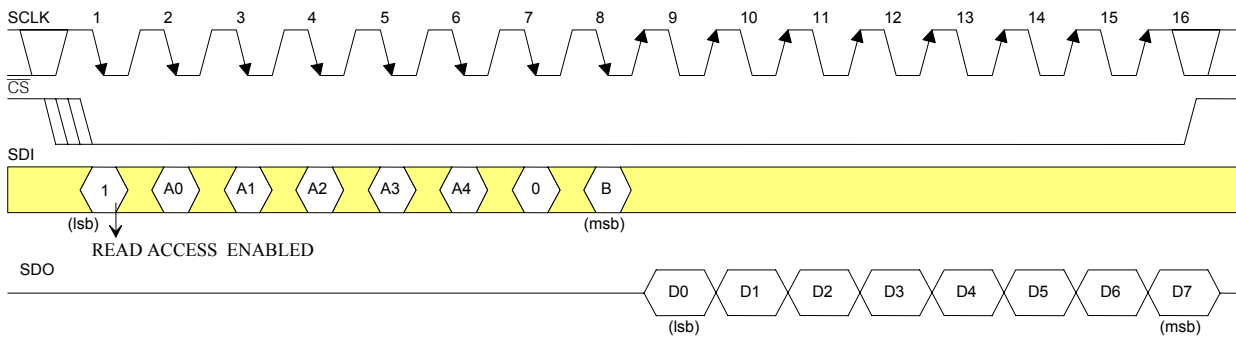 SCLK 1 2 3 4 5 6 7 8 9 10 11 12 13 14 15 16
CS
SDI
1 A0 A1 A2 A3 A4 0 B
(lsb) (msb)
READ ACCESS ENABLED
SDO
D0 D1 D2 D3 D4 D5 D6 D7
(lsb) (msb)